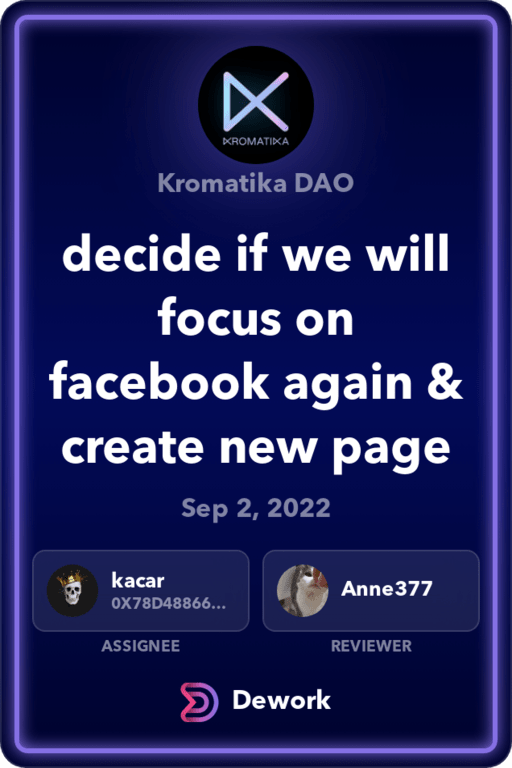 KROMATIKA
Kromatika DAO
decide if we will
focus on
facebook again &
create new page
Sep 2, 2022
kacar
0X78D48866...
Anne377
ASSIGNEE
REVIEWER
Dework